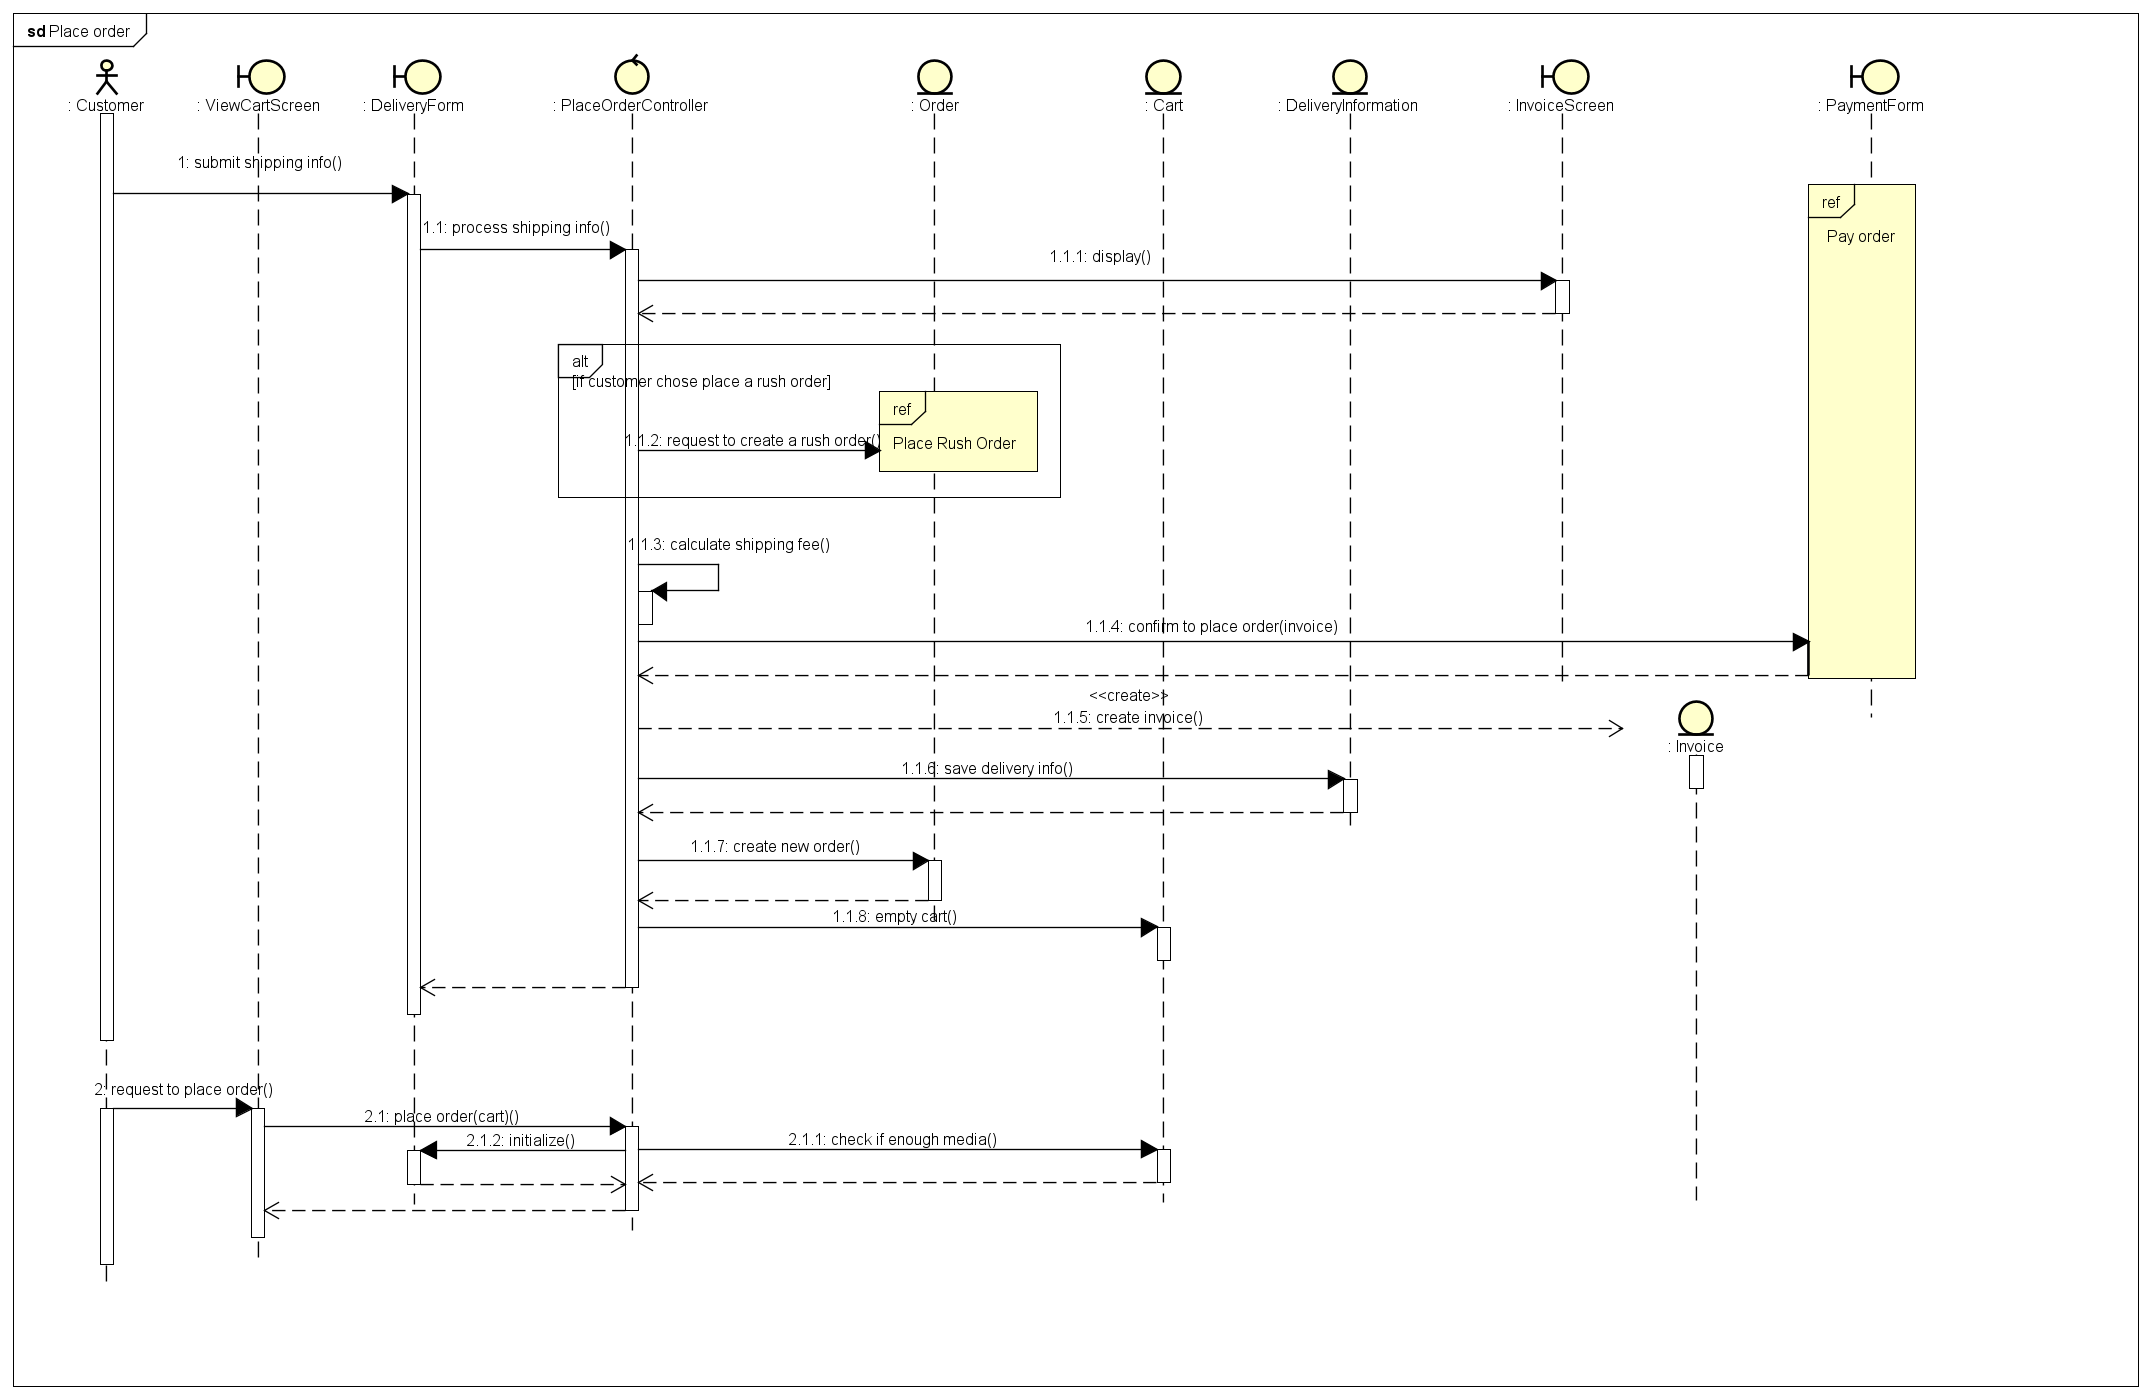 sd Place order
: Customer
: ViewCartScreen
: DeliveryForm
: PlaceOrderController
: Order
: Cart
: DeliveryInformation
: InvoiceScreen
: PaymentForm
1: submit shipping info()
ref
Pay order
1.1: process shipping info()
1.1.1: display()
alt
[if customer chose place a rush order]
ref
1.1.2: request to create a rush order()
Place Rush Order
1.1.3: calculate shipping fee()
1.1.4: confirm to place order(invoice)
<<create>>
1.1.5: create invoice()
: Invoice
1.1.6: save delivery info()
1.1.7: create new order()
1.1.8: empty cart()
2: request to place order()
2.1: place order(cart)()
2.1.2: initialize()
2.1.1: check if enough media()